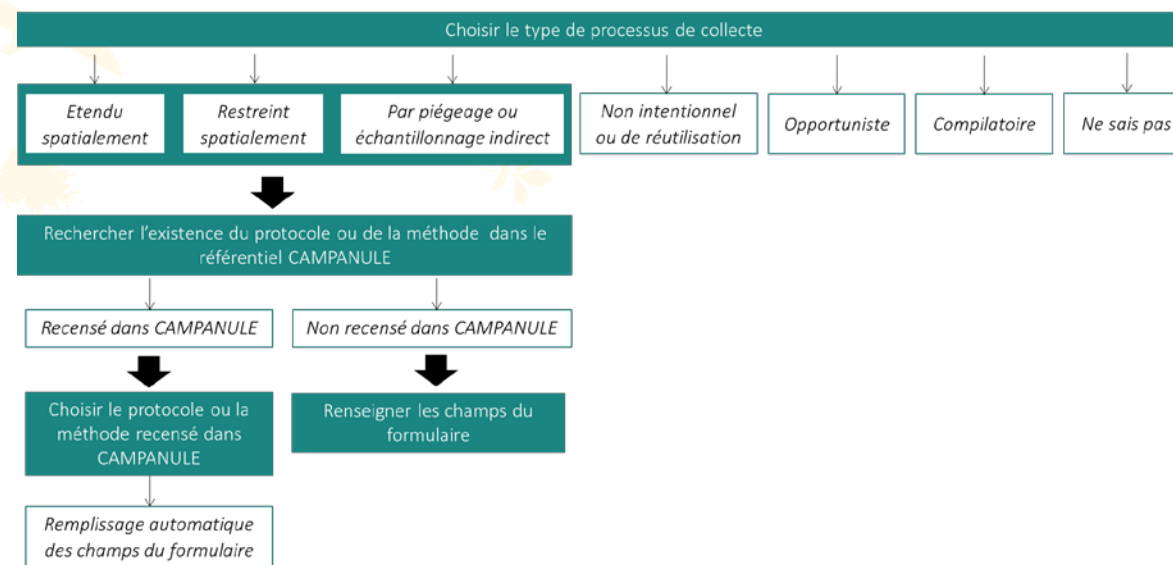 Choisir le type de processus de collecte
Etendu
spatialement
Restreint
spatialement
Par piégeage ou
échantillonnage indirect
Non intentionnel
ou de réutilisation
Opportuniste
Compilatoire
Ne sais pas
Rechercher l'existence du protocole ou de la méthode dans le
référentiel CAMPANULE
Recensé dans CAMPANULE
Non recensé dans CAMPANULE
Choisir le protocole ou la
méthode recensé dans
CAMPANULE
Renseigner les champs du
formulaire
Remplissage automatique
des champs du formulaire